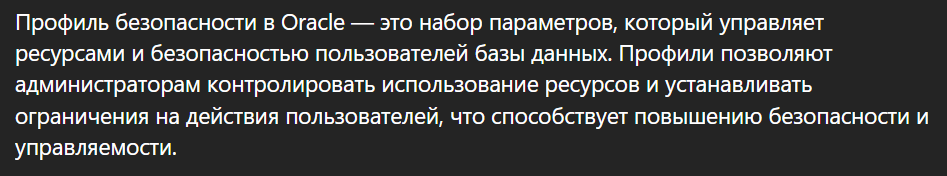 Профиль безопасности в Oracle — это набор параметров, который управляет
ресурсами и безопасностью пользователей базы данных. Профили позволяют
администраторам контролировать использование ресурсов и устанавливать
ограничения на действия пользователей, что способствует повышению безопасности и
управляемости.